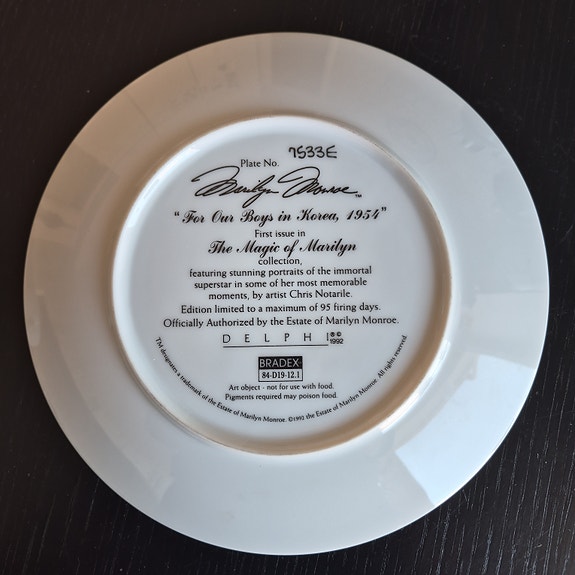 Plate No. 7533E
Marilyn Monroe™
"For Our Boys in Korea, 1954"
First issue in
The Magic of Marilyn
collection,
featuring stunning portraits of the immortal
superstar in some of her most memorable
moments, by artist Chris Notarile.
Edition limited to a maximum of 95 firing days.
Officially Authorized by the Estate of Marilyn Monroe.
DELPHI ® © 1992
BRADEX
84-D19-12.1
Art object - not for use with food.
Pigments required may poison food.
TM designates a trademark of the Estate of Marilyn Monroe. ©1992 the Estate of Marilyn Monroe. All rights reserved.